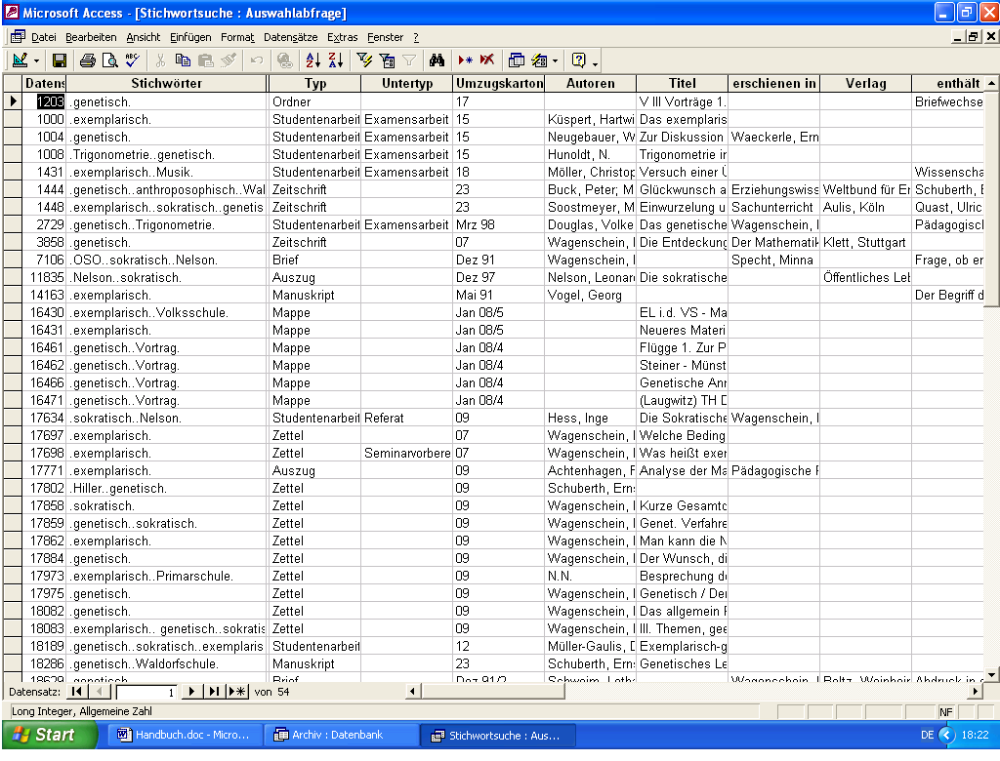 Microsoft Access - [Stichwortsuche : Auswahlabfrage]
Datei Bearbeiten Ansicht Einfügen Format Datensätze Extras Fenster ?
Datens Stichwörter Typ Untertyp Umzugskarton Autoren Titel erschienen in Verlag enthält
1203 .genetisch. Ordner 17 V III Vorträge 1. Briefwechse
1000 .exemplarisch. Studentenarbeit Examensarbeit 15 Küspert, Hartwi Das exemplaris
1004 .genetisch. Studentenarbeit Examensarbeit 15 Neugebauer, W Zur Diskussion Waeckerle, Ern
1008 .Trigonometrie..genetisch. Studentenarbeit Examensarbeit 15 Hunoldt, N. Trigonometrie ir
1431 .exemplarisch..Musik. Studentenarbeit Examensarbeit 18 Möller, Christop Versuch einer Ü Wissenscha
1444 .genetisch..anthroposophisch..Wal Zeitschrift 23 Buck, Peter, M Glückwunsch a Erziehungswiss Weltbund für Er Schuberth, E
1448 .exemplarisch..sokratisch..genetis Zeitschrift 23 Soostmeyer, M Einwurzelung u Sachunterricht Aulis, Köln Quast, Ulric
2729 .genetisch..Trigonometrie. Studentenarbeit Examensarbeit Mrz 98 Douglas, Volke Das genetische Wagenschein, I Pädagogiscl
3858 .genetisch. Zeitschrift 07 Wagenschein, I Die Entdeckung Der Mathematik Klett, Stuttgart
7106 .OSO..sokratisch..Nelson. Brief Dez 91 Wagenschein, I Specht, Minna Frage, ob er
11835 .Nelson..sokratisch. Auszug Dez 97 Nelson, Leonar Die sokratische Öffentliches Leb
14163 .exemplarisch. Manuskript Mai 91 Vogel, Georg Der Begriff d
16430 .exemplarisch..Volksschule. Mappe Jan 08/5 EL i.d. VS - Ma
16431 .exemplarisch. Mappe Jan 08/5 Neueres Materi
16461 .genetisch..Vortrag. Mappe Jan 08/4 Flügge 1. Zur P
16462 .genetisch..Vortrag. Mappe Jan 08/4 Steiner - Münst
16466 .genetisch..Vortrag. Mappe Jan 08/4 Genetische Anr
16471 .genetisch..Vortrag. Mappe Jan 08/4 (Laugwitz) TH D
17634 .sokratisch..Nelson. Studentenarbeit Referat 09 Hess, Inge Die Sokratische Wagenschein, I
17697 .exemplarisch. Zettel 07 Wagenschein, I Welche Beding
17698 .exemplarisch. Zettel Seminarvorbere 07 Wagenschein, I Was heißt exer
17771 .exemplarisch. Auszug 09 Achtenhagen, F Analyse der Ma Pädagogische F
17802 .Hiller..genetisch. Zettel 09 Schuberth, Ern
17858 .sokratisch. Zettel 09 Wagenschein, I Kurze Gesamtd
17859 .genetisch..sokratisch. Zettel 09 Wagenschein, I Genet. Verfahre
17862 .exemplarisch. Zettel 09 Wagenschein, I Man kann die N
17884 .genetisch. Zettel 09 Wagenschein, I Der Wunsch, di
17973 .exemplarisch..Primarschule. Zettel 09 N.N. Besprechung de
17975 .genetisch. Zettel 09 Wagenschein, I Genetisch / Der
18082 .genetisch. Zettel 09 Wagenschein, I Das allgemein F
18083 .exemplarisch.. genetisch..sokratis Zettel 09 Wagenschein, I III. Themen, gee
18189 .genetisch..sokratisch..exemplaris Studentenarbeit 12 Müller-Gaulis, D Exemplarisch-g
18286 .genetisch..Waldorfschule. Manuskript 23 Schuberth, Ern Genetisches Le
18629 .genetisch. Brief Dez 91/2 Schweim, Loth Wagenschein, I Beltz, Weinheim Abdruck in
Datensatz: 1 von 54
Long Integer, Allgemeine Zahl NF
Start Handbuch.doc - Micro... Archiv : Datenbank Stichwortsuche : Aus... DE 18:22